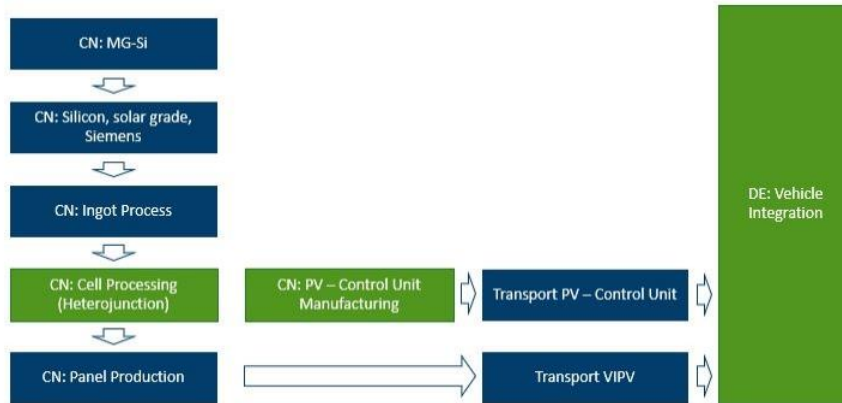 CN: MG-Si
CN: Silicon, solar grade,
Siemens
CN: Ingot Process
CN: Cell Processing
(Heterojunction)
CN: PV – Control Unit
Manufacturing
Transport PV – Control Unit
CN: Panel Production
Transport VIPV
DE: Vehicle
Integration